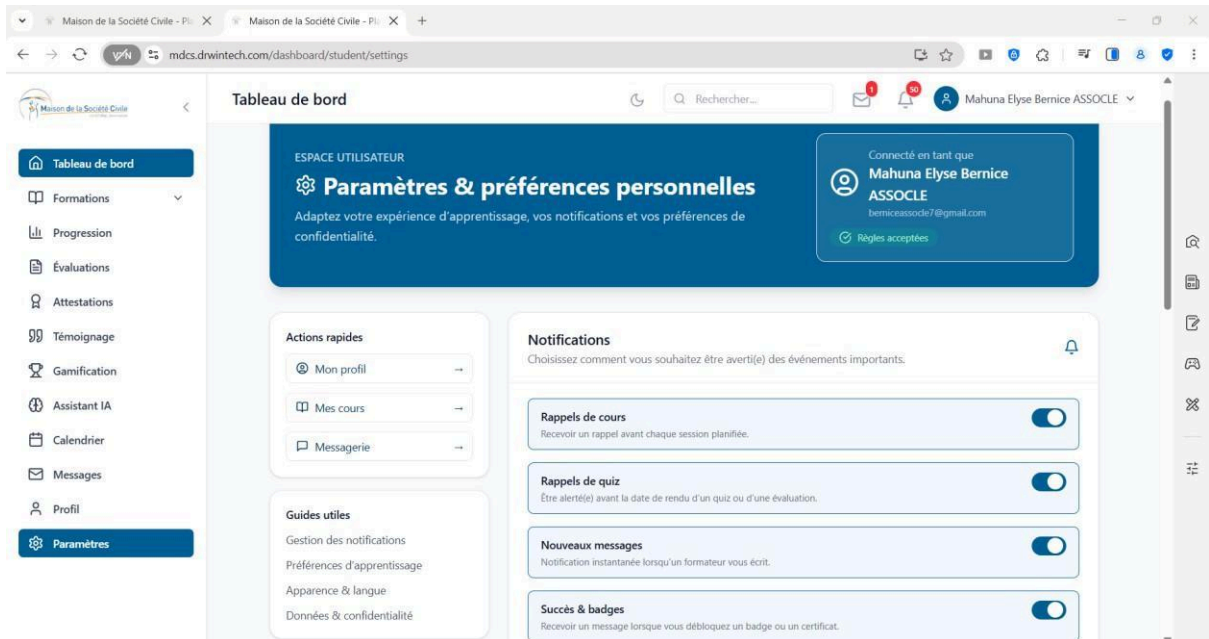 Maison de la Société Civile - Pl
Maison de la Société Civile - Pl
VPN
mdcs.drwintech.com/dashboard/student/settings
8
Maison de la Société Civile
Tableau de bord
Rechercher...
1
50
Mahuna Elyse Bernice ASSOCLE
Tableau de bord
Formations
Progression
Évaluations
Attestations
Témoignage
Gamification
Assistant IA
Calendrier
Messages
Profil
Paramètres
ESPACE UTILISATEUR
Paramètres & préférences personnelles
Adaptez votre expérience d'apprentissage, vos notifications et vos préférences de
confidentialité.
Connecté en tant que
Mahuna Elyse Bernice
ASSOCLE
berniceassocle7@gmail.com
Règles acceptées
Actions rapides
Mon profil →
Mes cours →
Messagerie →
Guides utiles
Gestion des notifications
Préférences d'apprentissage
Apparence & langue
Données & confidentialité
Notifications
Choisissez comment vous souhaitez être averti(e) des événements importants.
Rappels de cours
Recevoir un rappel avant chaque session planifiée.
Rappels de quiz
Être alerté(e) avant la date de rendu d'un quiz ou d'une évaluation.
Nouveaux messages
Notification instantanée lorsqu'un formateur vous écrit.
Succès & badges
Recevoir un message lorsque vous débloquez un badge ou un certificat.